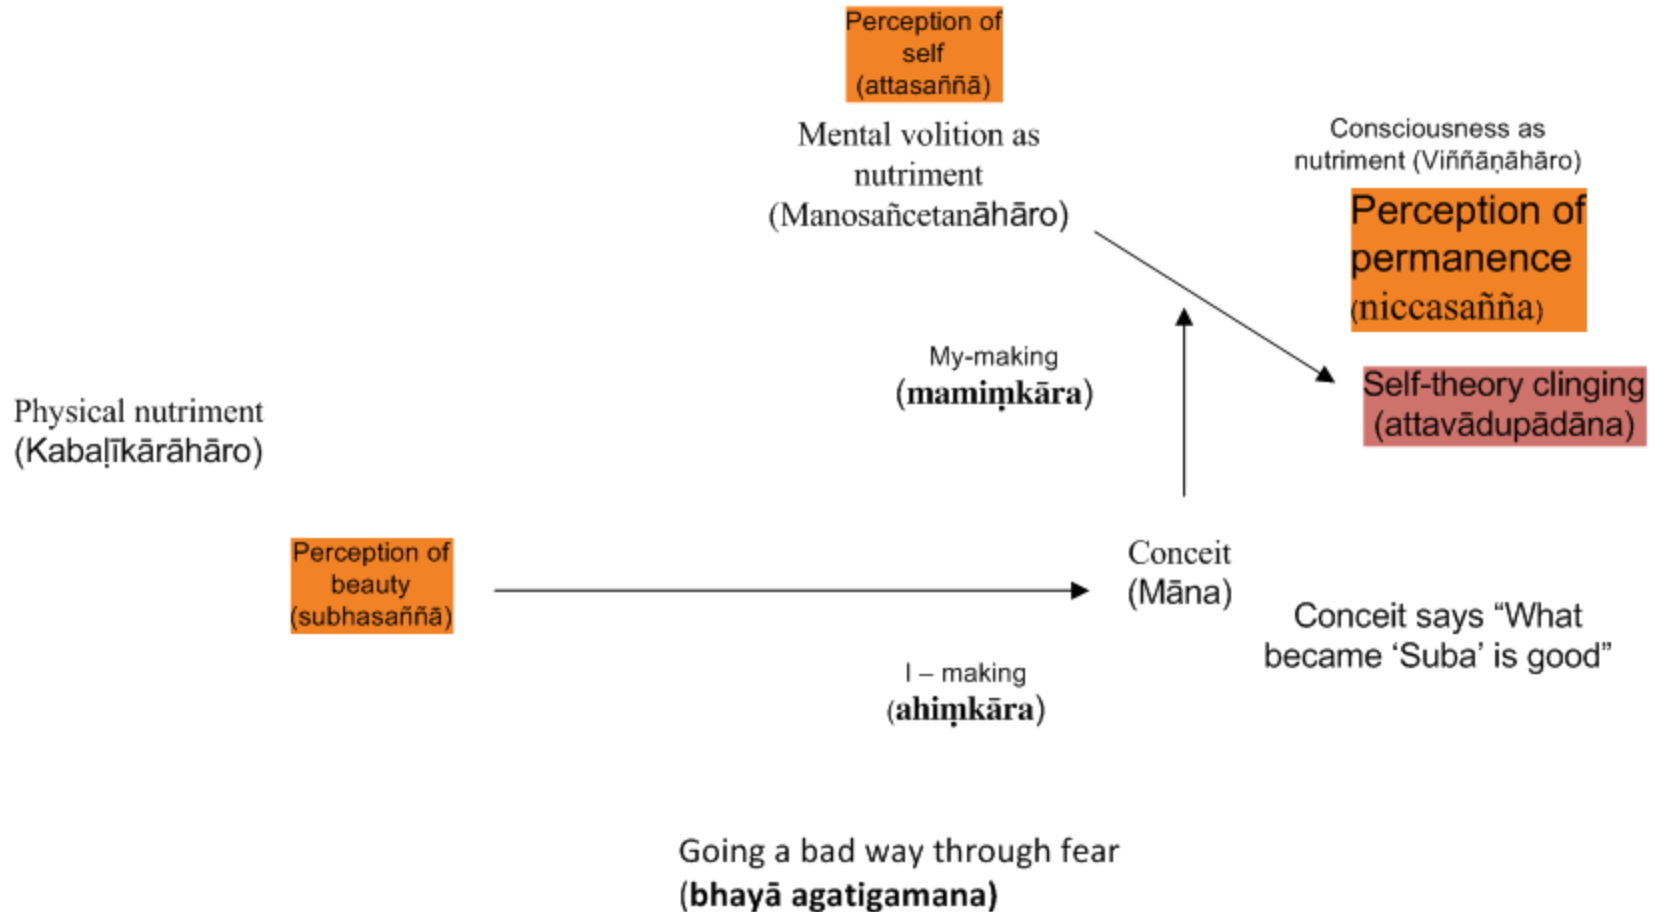 Perception of
self
(attasaññā)
Mental volition as
nutriment
(Manosañcetanāhāro)
Consciousness as
nutriment (Viññāṇāhāro)
Perception of
permanence
(niccasañña)
My-making
(mamiṃkāra)
Self-theory clinging
(attavādupādāna)
Physical nutriment
(Kabaḷīkārāhāro)
Perception of
beauty
(subhasaññā)
Conceit
(Māna)
Conceit says “What
became ‘Suba’ is good”
I – making
(ahiṃkāra)
Going a bad way through fear
(bhayā agatigamana)